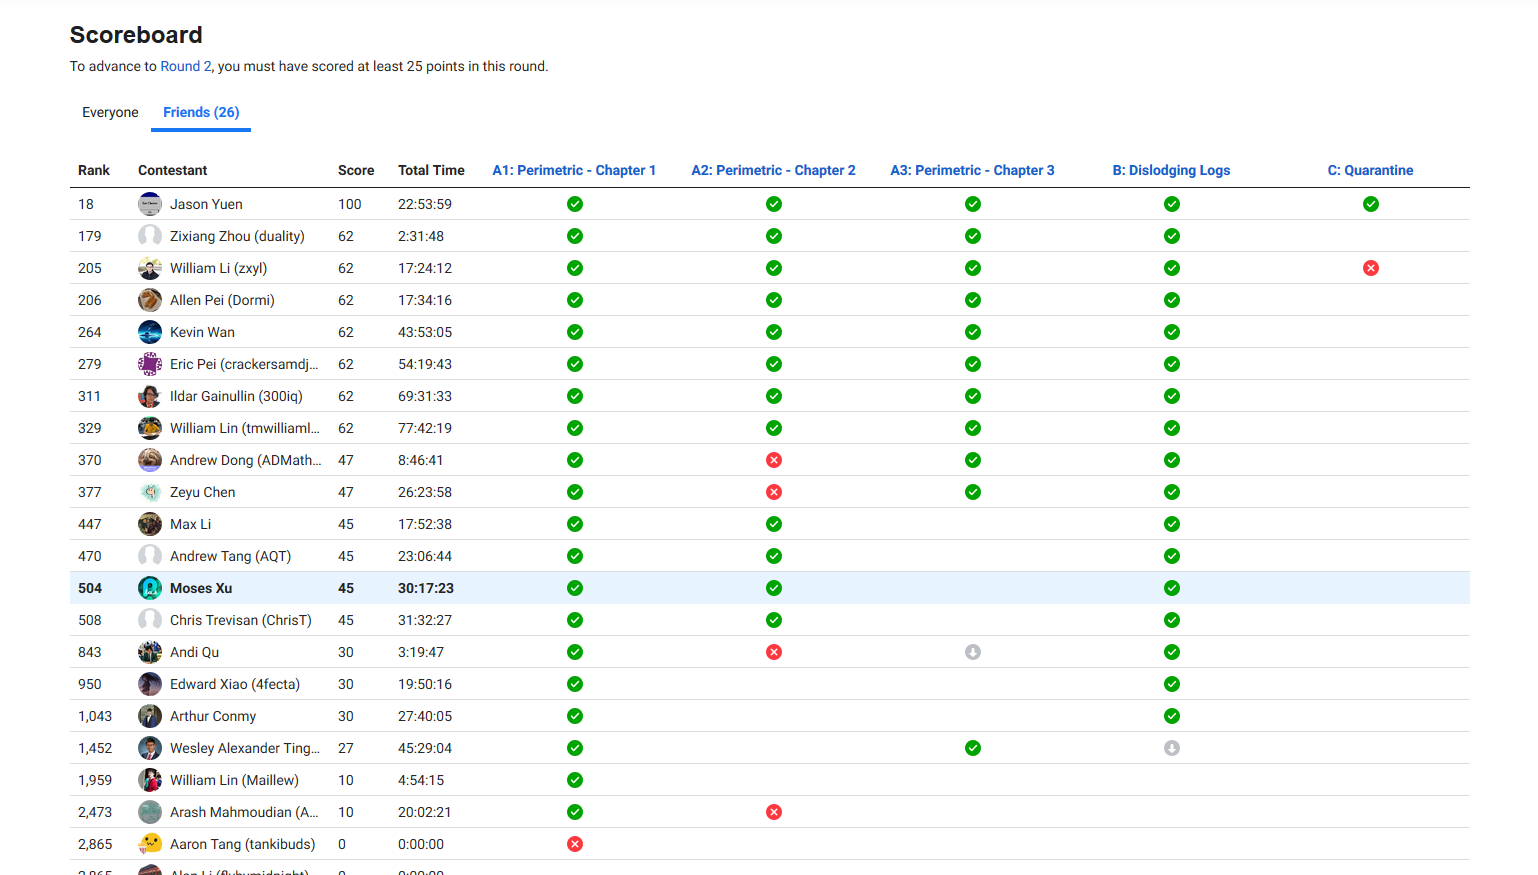 Scoreboard
To advance to Round 2, you must have scored at least 25 points in this round.
Everyone Friends (26)
Rank Contestant Score Total Time A1: Perimetric - Chapter 1 A2: Perimetric - Chapter 2 A3: Perimetric - Chapter 3 B: Dislodging Logs C: Quarantine
18 Jason Yuen 100 22:53:59
179 Zixiang Zhou (duality) 62 2:31:48
205 William Li (zxyl) 62 17:24:12
206 Allen Pei (Dormi) 62 17:34:16
264 Kevin Wan 62 43:53:05
279 Eric Pei (crackersamdj... 62 54:19:43
311 Ildar Gainullin (300iq) 62 69:31:33
329 William Lin (tmwilliaml... 62 77:42:19
370 Andrew Dong (ADMath... 47 8:46:41
377 Zeyu Chen 47 26:23:58
447 Max Li 45 17:52:38
470 Andrew Tang (AQT) 45 23:06:44
504 Moses Xu 45 30:17:23
508 Chris Trevisan (ChrisT) 45 31:32:27
843 Andi Qu 30 3:19:47
950 Edward Xiao (4fecta) 30 19:50:16
1,043 Arthur Conmy 30 27:40:05
1,452 Wesley Alexander Ting... 27 45:29:04
1,959 William Lin (Maillew) 10 4:54:15
2,473 Arash Mahmoudian (A... 10 20:02:21
2,865 Aaron Tang (tankibuds) 0 0:00:00
2,865 0 0:00:00